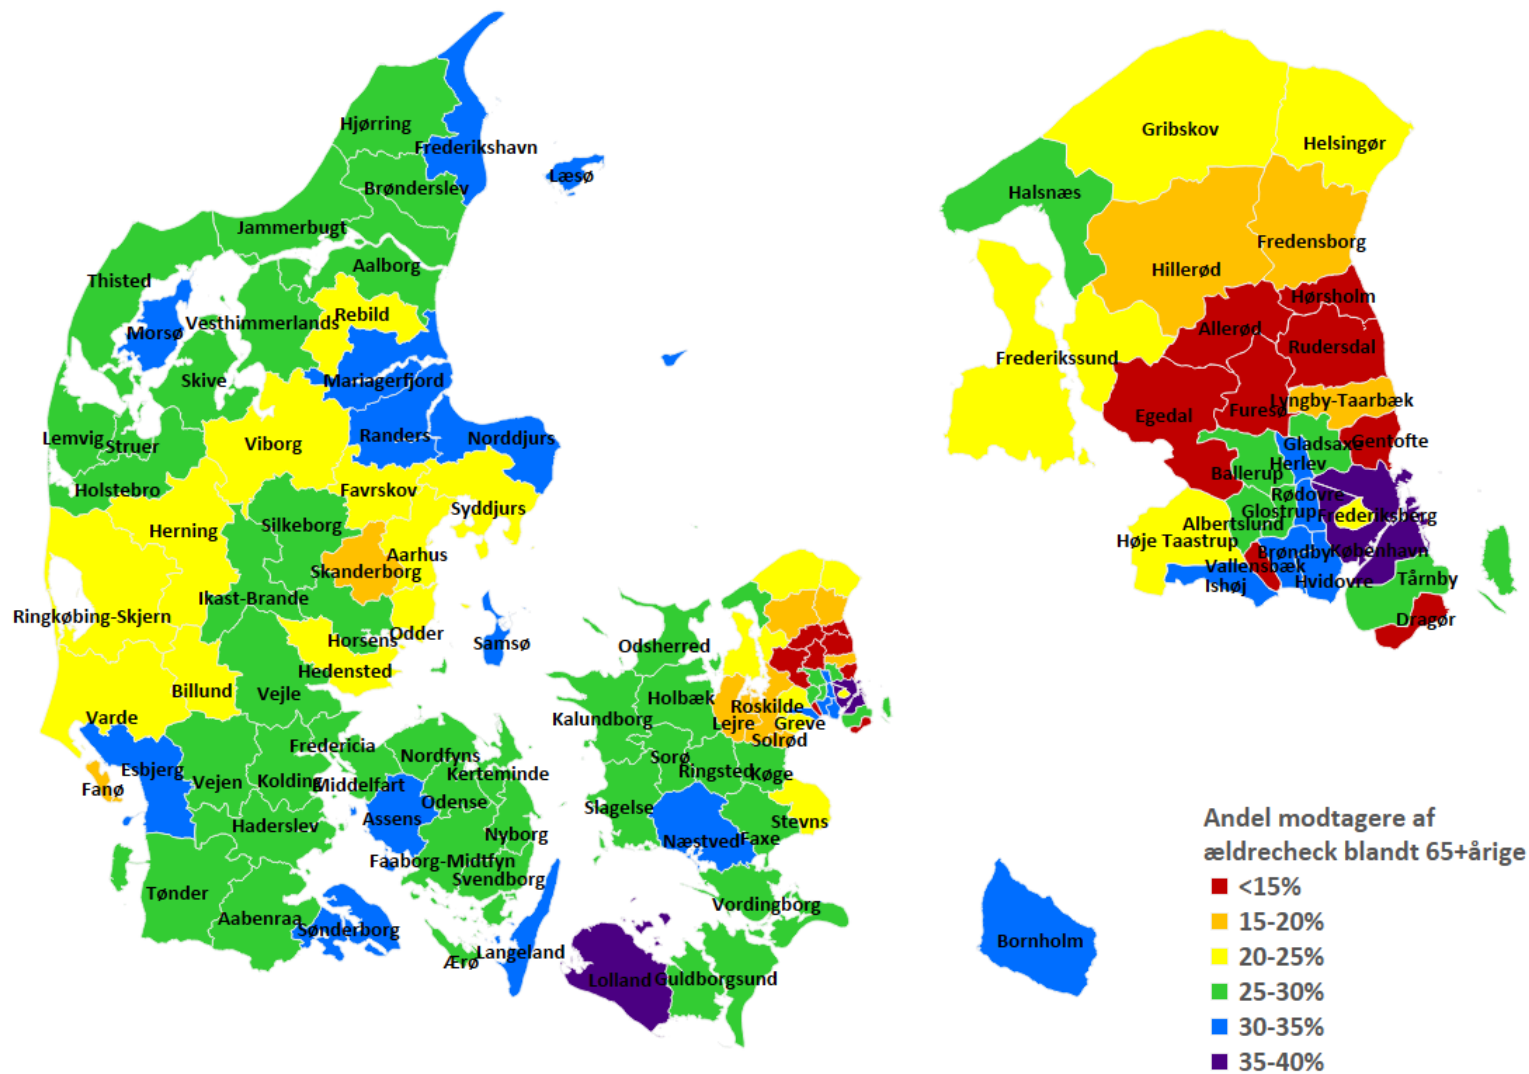 Hjørring
Frederikshavn
Læsø
Brønderslev
Jammerbugt
Aalborg
Thisted
Rebild
Vesthimmerlands
Morsø
Skive
Mariagerfjord
Lemvig
Struer
Viborg
Randers
Norddjurs
Holstebro
Favrskov
Syddjurs
Herning
Silkeborg
Aarhus
Skanderborg
Ikast-Brande
Ringkøbing-Skjern
Horsens
Odder
Samsø
Hedensted
Billund
Vejle
Varde
Fredericia
Esbjerg
Vejen
Kolding
Middelfart
Fanø
Haderslev
Nordfyns
Kerteminde
Odense
Assens
Nyborg
Faaborg-Midtfyn
Svendborg
Tønder
Aabenraa
Sønderborg
Ærø
Langeland
Odsherred
Holbæk
Kalundborg
Roskilde
Lejre
Greve
Solrød
Sorø
Ringsted
Køge
Slagelse
Stevns
Næstved
Faxe
Vordingborg
Lolland
Guldborgsund
Gribskov
Helsingør
Halsnæs
Fredensborg
Hillerød
Hørsholm
Allerød
Rudersdal
Frederikssund
Egedal
Furesø
Lyngby-Taarbæk
Gladsaxe
Gentofte
Herlev
Ballerup
Rødovre
Glostrup
Frederiksberg
Albertslund
Høje Taastrup
Brøndby
København
Vallensbæk
Ishøj
Hvidovre
Tårnby
Dragør
Bornholm
Andel modtagere af
ældrecheck blandt 65+årige
<15%
15-20%
20-25%
25-30%
30-35%
35-40%